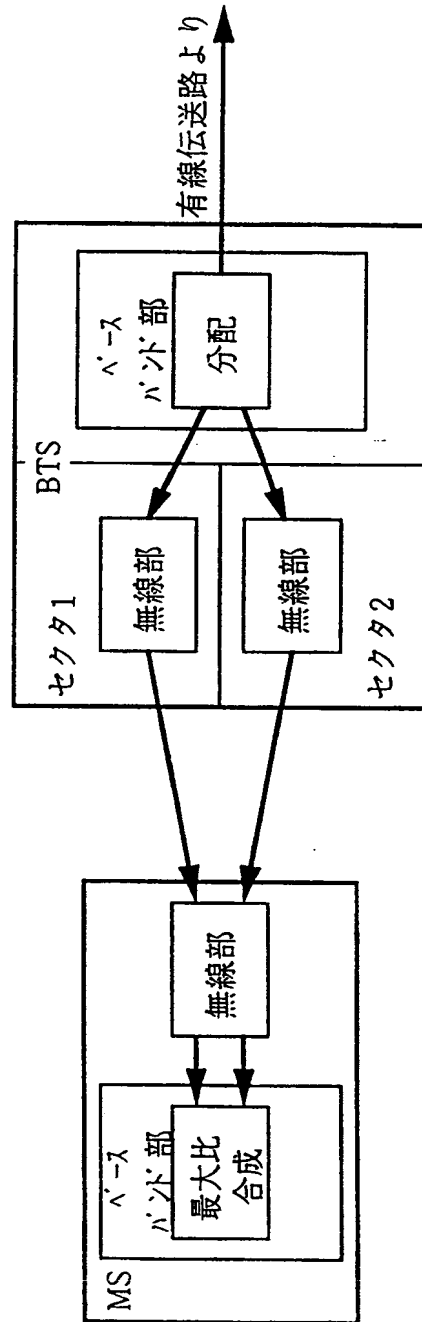 MS
ベース
バンド部
最大比
合成
無線部
セクタ1
無線部
セクタ2
無線部
BTS
ベース
バンド部
分配
有線伝送路より